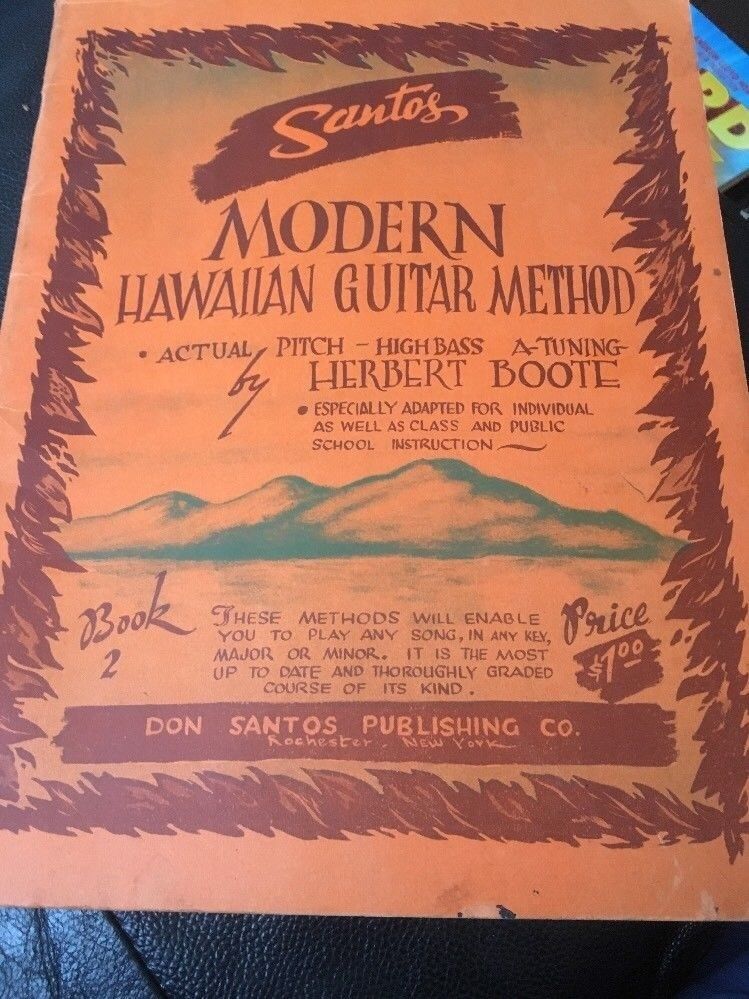 Santos
MODERN
HAWAIIAN GUITAR METHOD
• ACTUAL PITCH - HIGH BASS A-TUNING
by HERBERT BOOTE
• ESPECIALLY ADAPTED FOR INDIVIDUAL
AS WELL AS CLASS AND PUBLIC
SCHOOL INSTRUCTION
Book
2
THESE METHODS WILL ENABLE
YOU TO PLAY ANY SONG, IN ANY KEY,
MAJOR OR MINOR. IT IS THE MOST
UP TO DATE AND THOROUGHLY GRADED
COURSE OF ITS KIND.
Price
$1.00
DON SANTOS PUBLISHING CO.
Rochester, New York